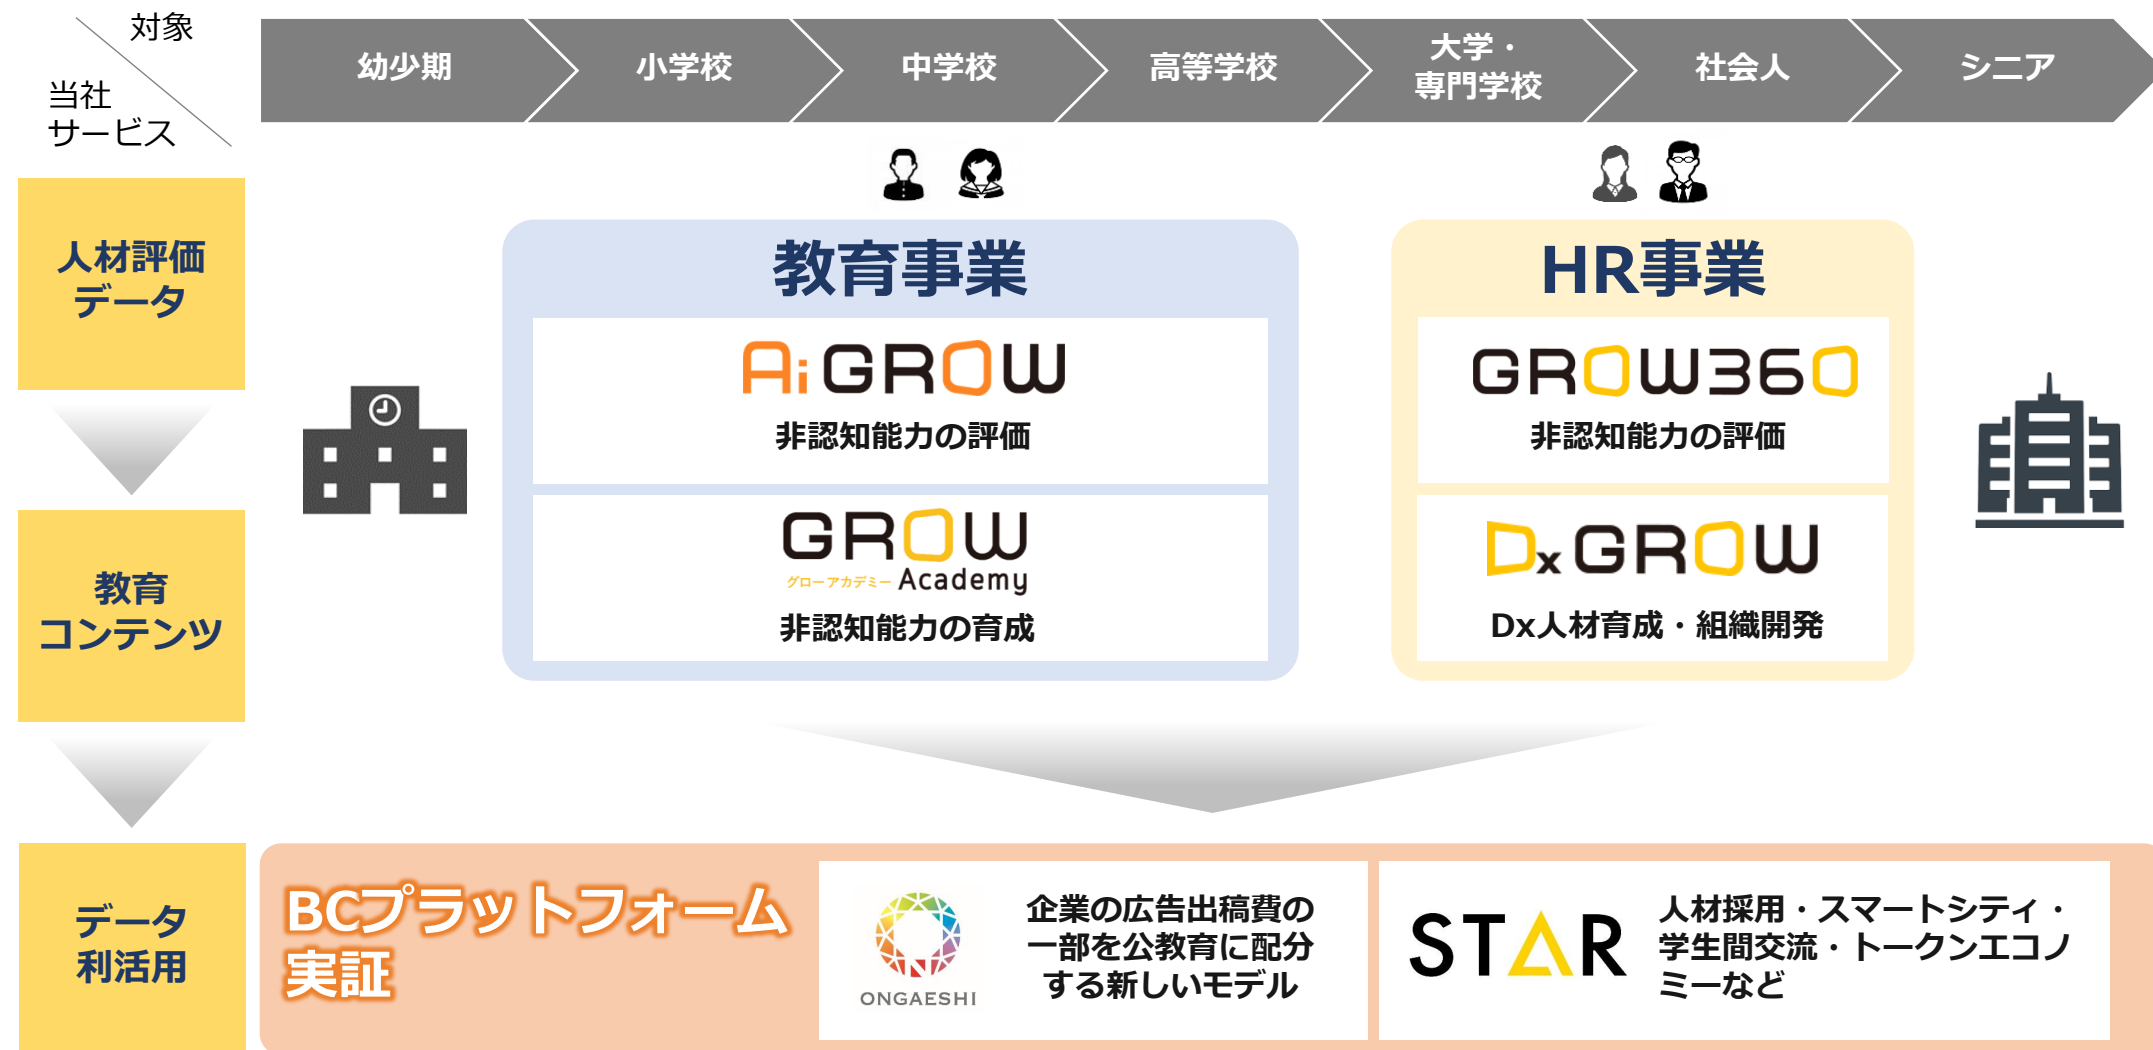 対象
当社
サービス
幼少期
小学校
中学校
高等学校
大学・
専門学校
社会人
シニア
人材評価
データ
教育事業
Ai GROW
非認知能力の評価
GROW
グローアカデミー Academy
非認知能力の育成
HR事業
GROW360
非認知能力の評価
Dx GROW
Dx人材育成・組織開発
教育
コンテンツ
データ
利活用
BCプラットフォーム
実証
ONGAESHI
企業の広告出稿費の
一部を公教育に配分
する新しいモデル
STAR
人材採用・スマートシティ・
学生間交流・トークンエコノ
ミーなど